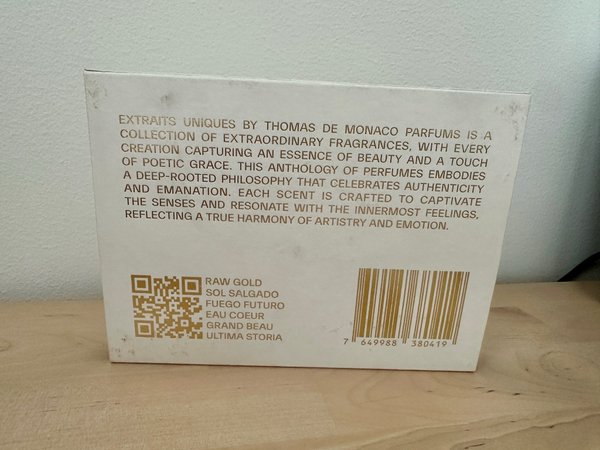 EXTRAITS UNIQUES BY THOMAS DE MONACO PARFUMS IS A
COLLECTION OF EXTRAORDINARY FRAGRANCES, WITH EVERY
CREATION CAPTURING AN ESSENCE OF BEAUTY AND A TOUCH
OF POETIC GRACE. THIS ANTHOLOGY OF PERFUMES EMBODIES
A DEEP-ROOTED PHILOSOPHY THAT CELEBRATES AUTHENTICITY
AND EMANATION. EACH SCENT IS CRAFTED TO CAPTIVATE
THE SENSES AND RESONATE WITH THE INNERMOST FEELINGS,
REFLECTING A TRUE HARMONY OF ARTISTRY AND EMOTION.
RAW GOLD
SOL SALGADO
FUEGO FUTURO
EAU COEUR
GRAND BEAU
ULTIMA STORIA
7 649988 380419